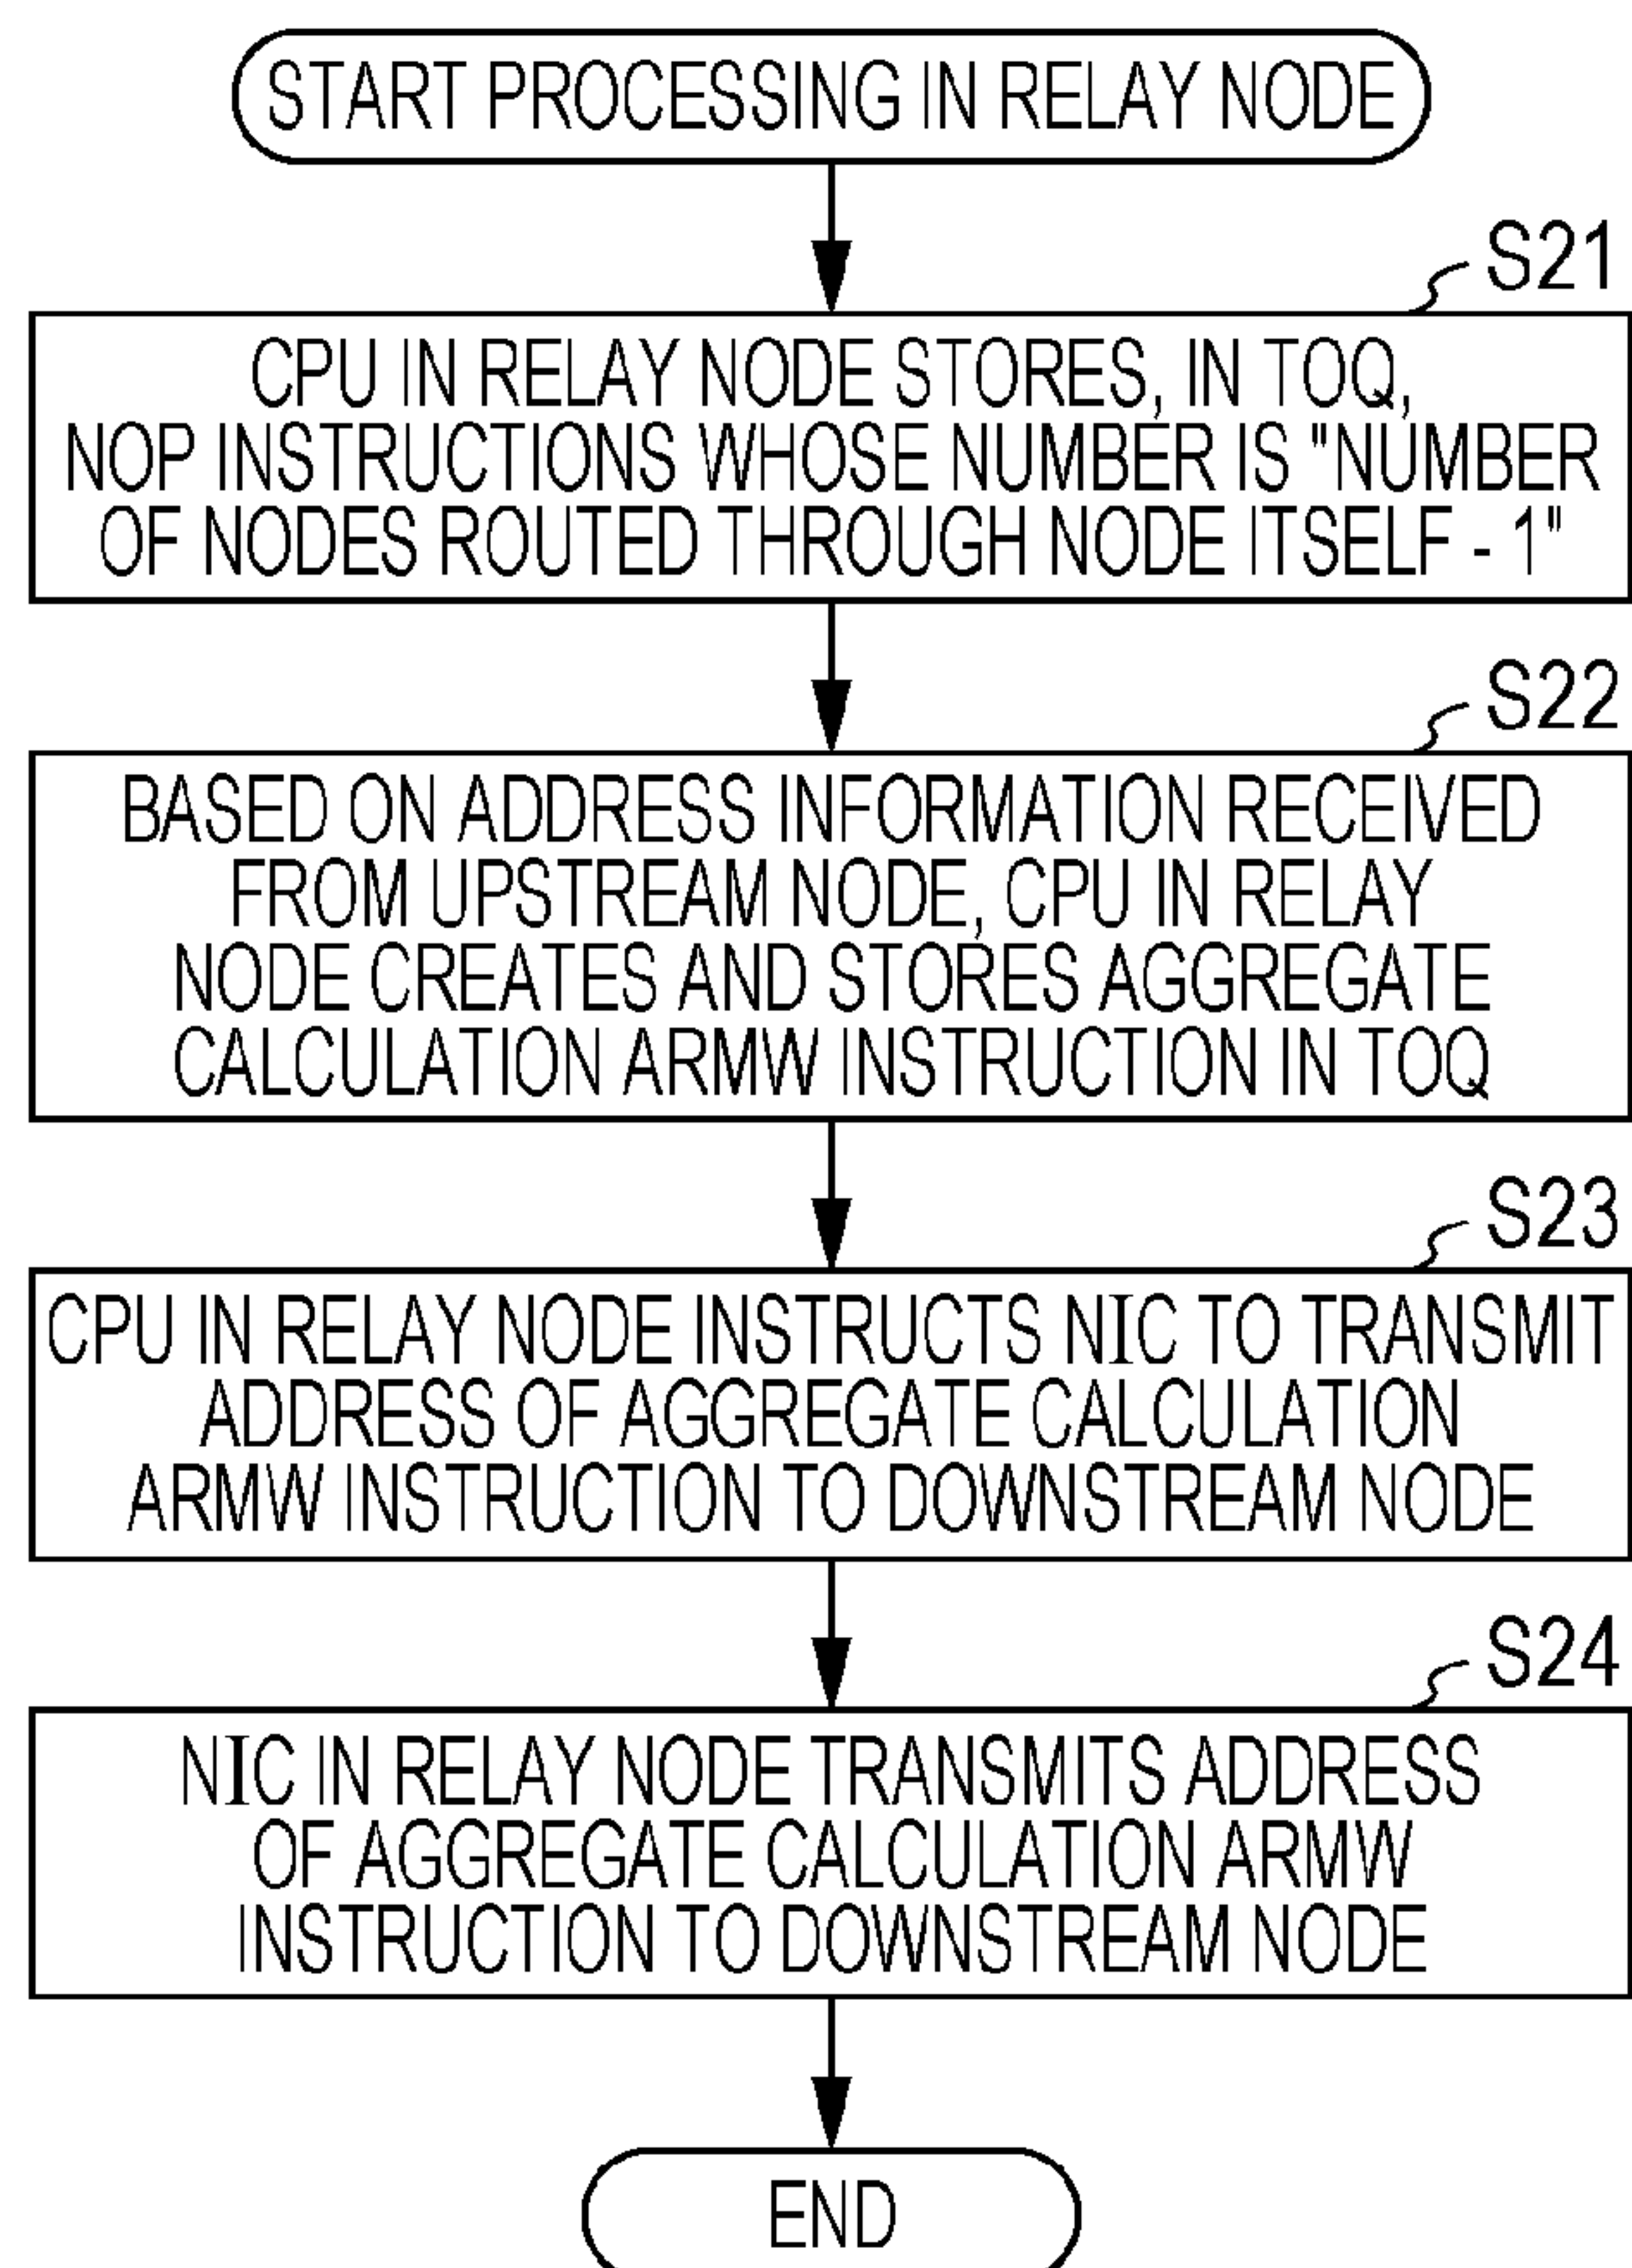 START PROCESSING IN RELAY NODE
S21
CPU IN RELAY NODE STORES, IN TOQ,
NOP INSTRUCTIONS WHOSE NUMBER IS "NUMBER
OF NODES ROUTED THROUGH NODE ITSELF - 1"
S22
BASED ON ADDRESS INFORMATION RECEIVED
FROM UPSTREAM NODE, CPU IN RELAY
NODE CREATES AND STORES AGGREGATE
CALCULATION ARMW INSTRUCTION IN TOQ
S23
CPU IN RELAY NODE INSTRUCTS NIC TO TRANSMIT
ADDRESS OF AGGREGATE CALCULATION
ARMW INSTRUCTION TO DOWNSTREAM NODE
S24
NIC IN RELAY NODE TRANSMITS ADDRESS
OF AGGREGATE CALCULATION ARMW
INSTRUCTION TO DOWNSTREAM NODE
END